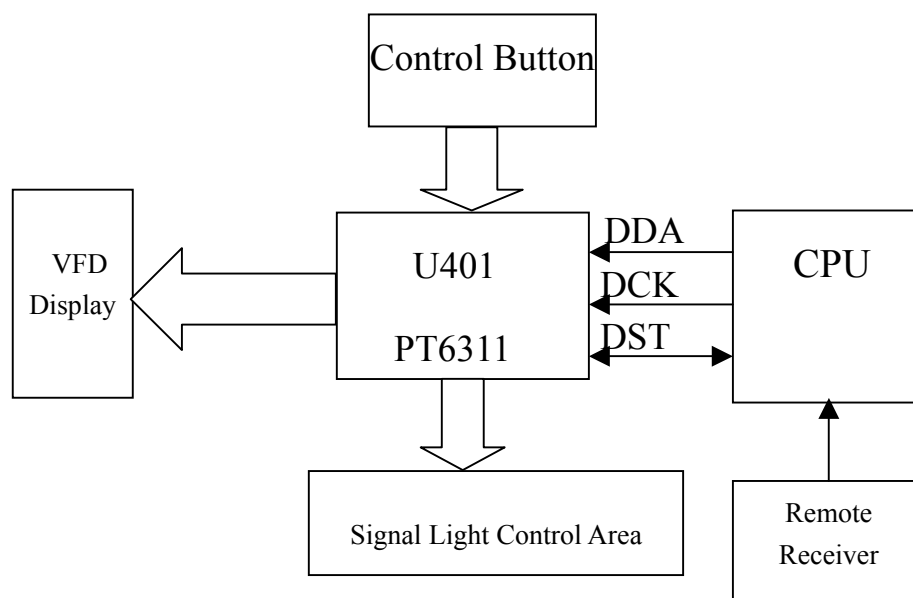 Control Button
VFD
Display
U401
PT6311
DDA
DCK
DST
CPU
Signal Light Control Area
Remote
Receiver